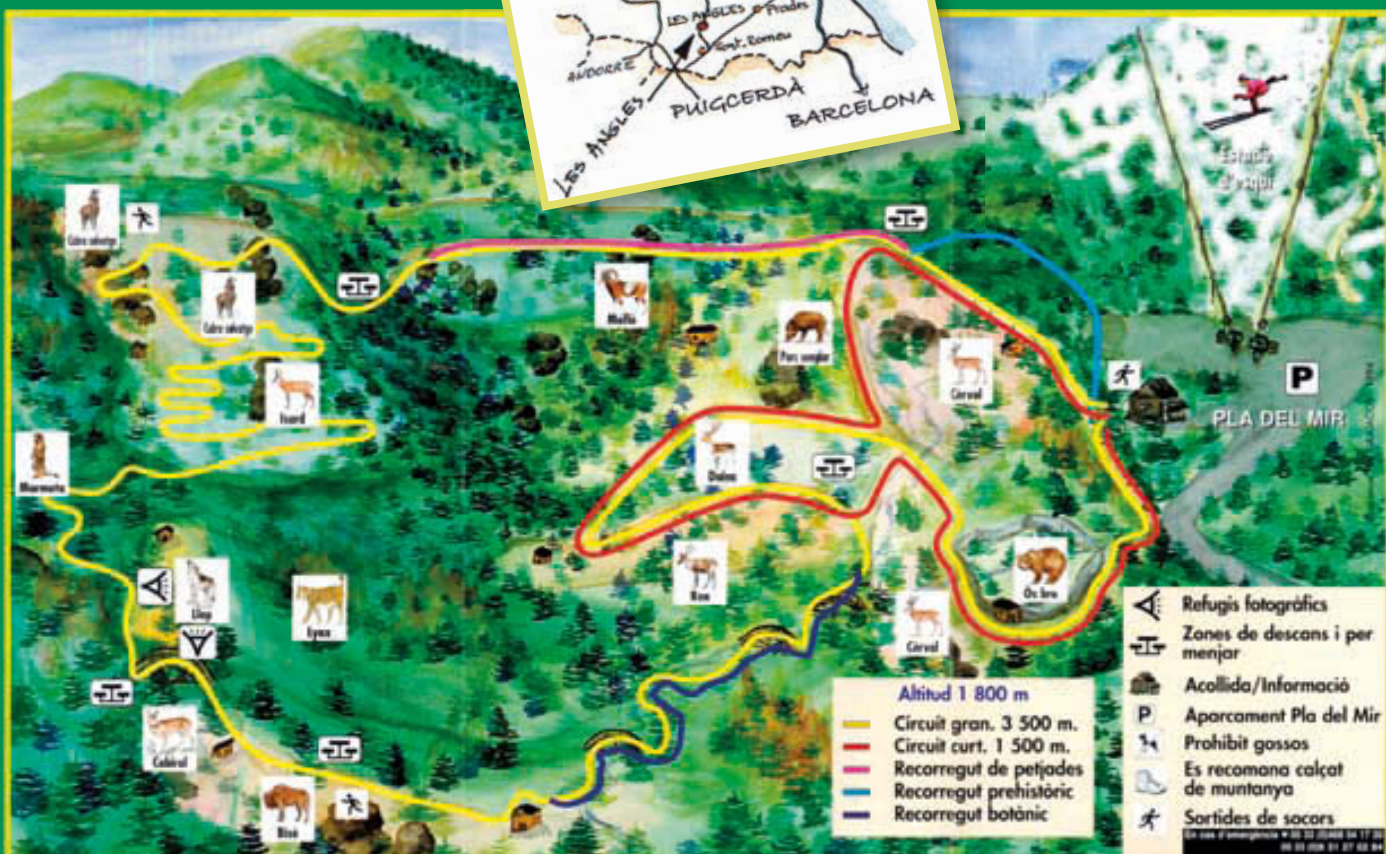 LES ANGLES
Prades
Font-Romeu
ANDORRE
PUIGCERDÀ
BARCELONA
LES ANGLES
Estació
d'esquí
Cabra salvatge
Cabra salvatge
Mufló
Porc senglar
Cérvol
Isard
P
PLA DEL MIR
Marmota
Daina
Ren
Os bru
Llop
Lynx
Cérvol
Cabirol
Bisó
Altitud 1 800 m
Circuit gran. 3 500 m.
Circuit curt. 1 500 m.
Recorregut de petjades
Recorregut prehistòric
Recorregut botànic
Refugis fotogràfics
Zones de descans i per
menjar
Acollida/Informació
P Aparcament Pla del Mir
Prohibit gossos
Es recomana calçat
de muntanya
Sortides de socors
En cas d'emergència